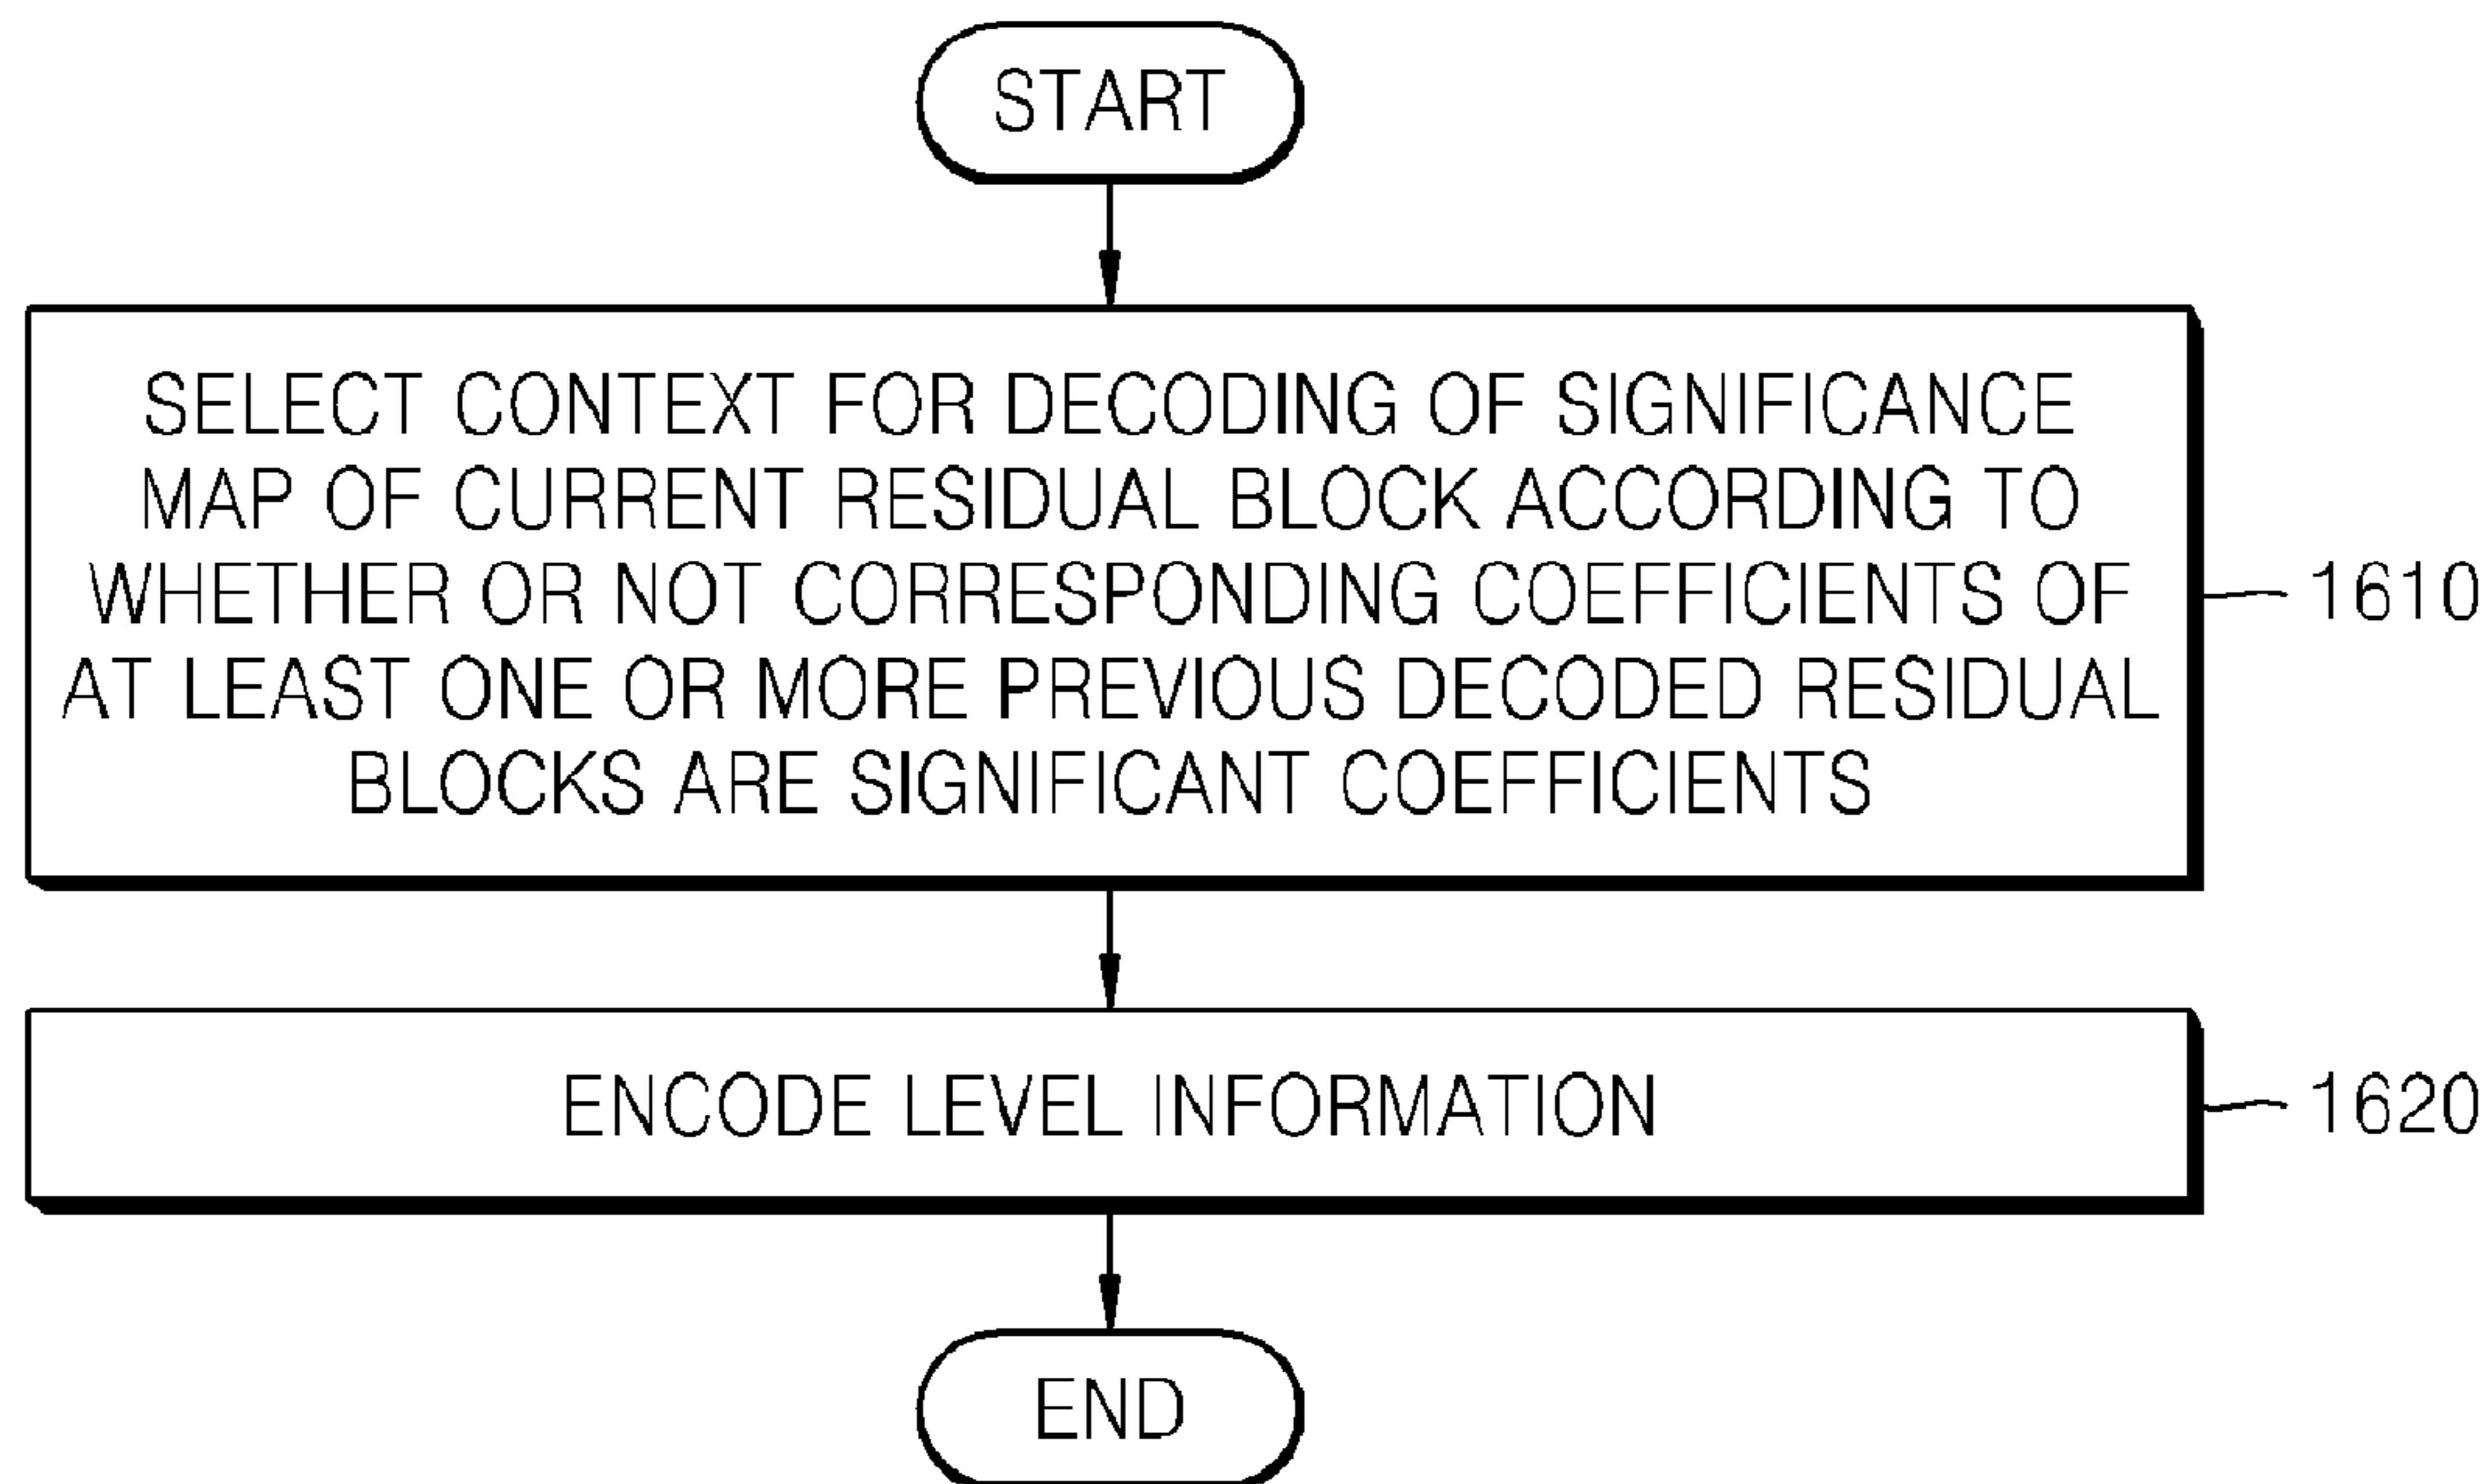 START
SELECT CONTEXT FOR DECODING OF SIGNIFICANCE
MAP OF CURRENT RESIDUAL BLOCK ACCORDING TO
WHETHER OR NOT CORRESPONDING COEFFICIENTS OF
AT LEAST ONE OR MORE PREVIOUS DECODED RESIDUAL
BLOCKS ARE SIGNIFICANT COEFFICIENTS
1610
ENCODE LEVEL INFORMATION
1620
END